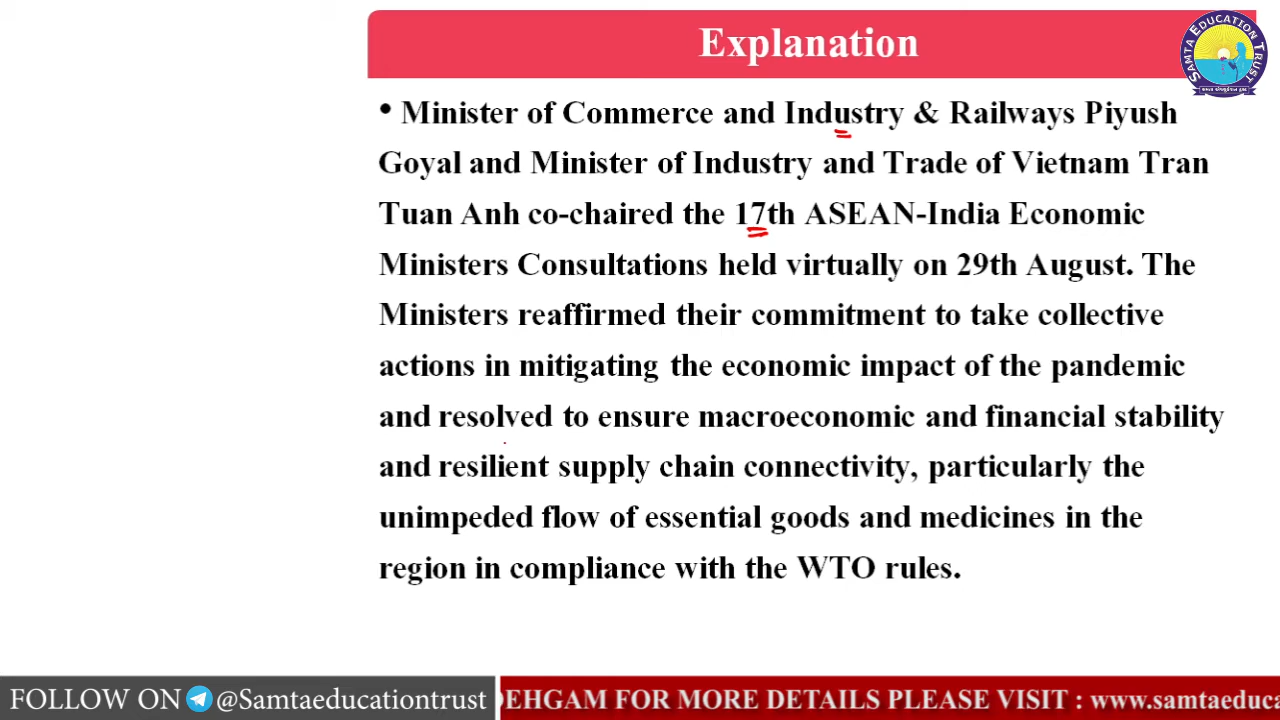 Explanation
SAMTA EDUCATION TRUST
• Minister of Commerce and Industry & Railways Piyush
Goyal and Minister of Industry and Trade of Vietnam Tran
Tuan Anh co-chaired the 17th ASEAN-India Economic
Ministers Consultations held virtually on 29th August. The
Ministers reaffirmed their commitment to take collective
actions in mitigating the economic impact of the pandemic
and resolved to ensure macroeconomic and financial stability
and resilient supply chain connectivity, particularly the
unimpeded flow of essential goods and medicines in the
region in compliance with the WTO rules.
FOLLOW ON @Samtaeducationtrust
DEHGAM FOR MORE DETAILS PLEASE VISIT : www.samtaeduca